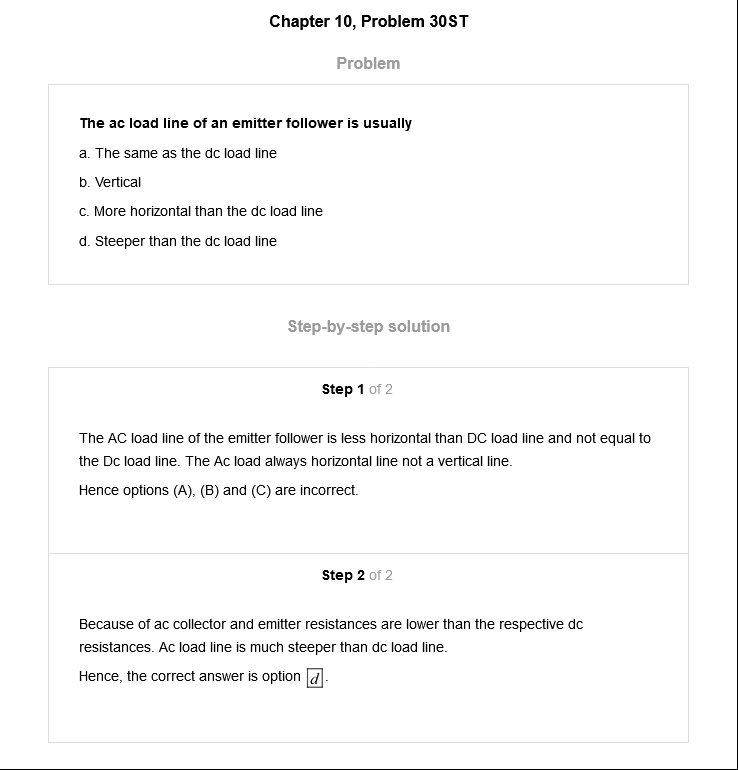 Chapter 10, Problem 30ST
Problem
The ac load line of an emitter follower is usually
a. The same as the dc load line
b. Vertical
c. More horizontal than the dc load line
d. Steeper than the dc load line
Step-by-step solution
Step 1 of 2
The AC load line of the emitter follower is less horizontal than DC load line and not equal to
the Dc load line. The Ac load always horizontal line not a vertical line.
Hence options (A), (B) and (C) are incorrect.
Step 2 of 2
Because of ac collector and emitter resistances are lower than the respective dc
resistances. Ac load line is much steeper than dc load line.
Hence, the correct answer is option d.